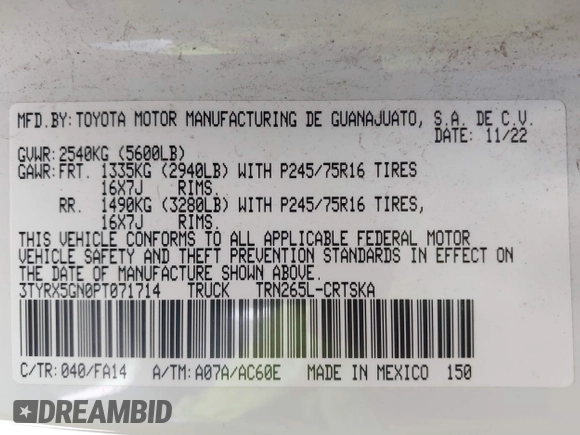 MFD.BY:TOYOTA MOTOR MANUFACTURING DE GUANAJUATO, S.A. DE C.V.
DATE: 11/22
GVWR:2540KG (5600LB)
GAWR:FRT. 1335KG (2940LB) WITH P245/75R16 TIRES
16X7J RIMS.
RR. 1490KG (3280LB) WITH P245/75R16 TIRES,
16X7J RIMS.
THIS VEHICLE CONFORMS TO ALL APPLICABLE FEDERAL MOTOR
VEHICLE SAFETY AND THEFT PREVENTION STANDARDS IN EFFECT
ON THE DATE OF MANUFACTURE SHOWN ABOVE.
3TYRX5GN0PT071714 TRUCK TRN265L-CRTSKA
C/TR:040/FA14 A/TM:A07A/AC60E MADE IN MEXICO 150
DREAMBID